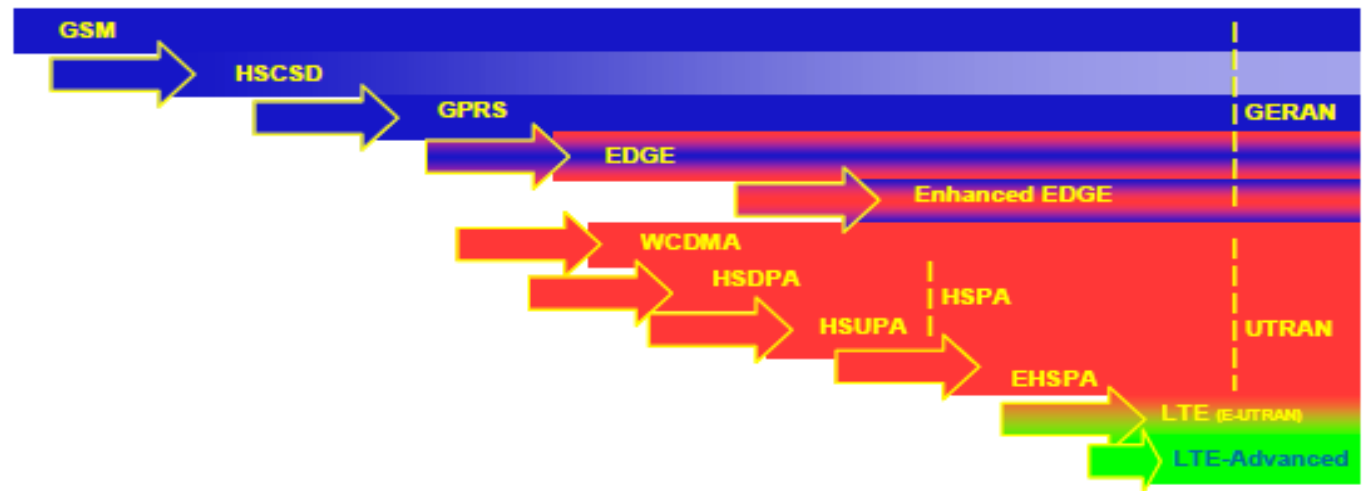 GSM
HSCSD
GPRS
GERAN
EDGE
Enhanced EDGE
WCDMA
HSDPA
HSPA
HSUPA
UTRAN
EHSPA
LTE (E-UTRAN)
LTE-Advanced